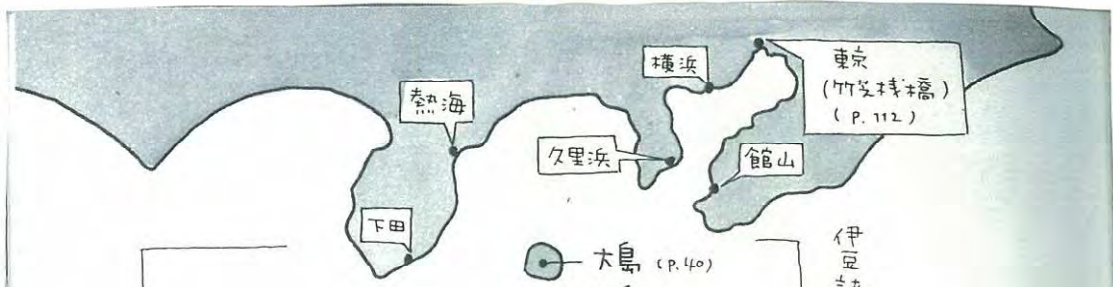 東京
(竹芝桟橋)
(P.112)
横浜
熱海
久里浜
館山
下田
大島 (P.40)
伊豆